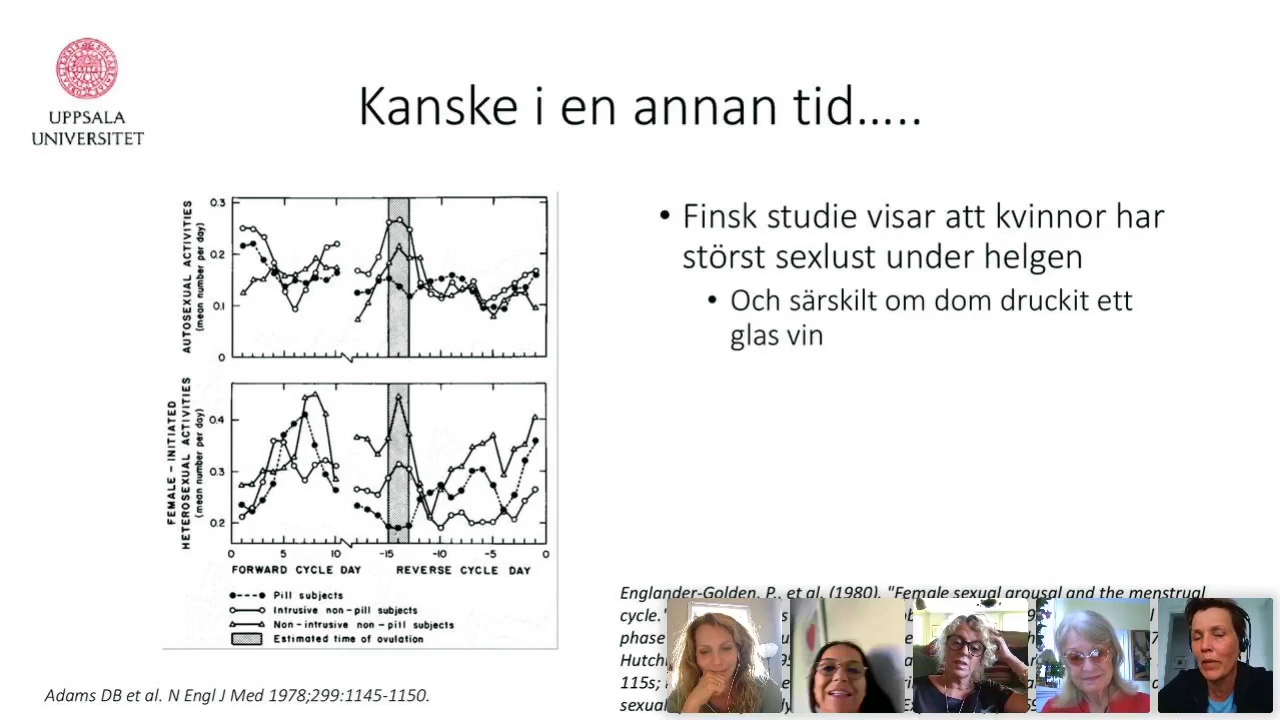 UPPSALA
UNIVERSITET
Kanske i en annan tid.....
AUTOSEXUAL ACTIVITIES
(mean number per day)
0.3
0.2
0.1
0
FEMALE-INITIATED
HETEROSEXUAL ACTIVITIES
(mean number per day)
0.4
0.3
0.2
0 5 10 -15 -10 -5 0
FORWARD CYCLE DAY REVERSE CYCLE DAY
Pill subjects
Intrusive non-pill subjects
Non-intrusive non-pill subjects
Estimated time of ovulation
Adams DB et al. N Engl J Med 1978;299:1145-1150.
• Finsk studie visar att kvinnor har
störst sexlust under helgen
• Och särskilt om dom druckit ett
glas vin
Englander-Golden, P., et al. (1980). "Female sexual arousal and the menstrual
cycle."
phase
115s;